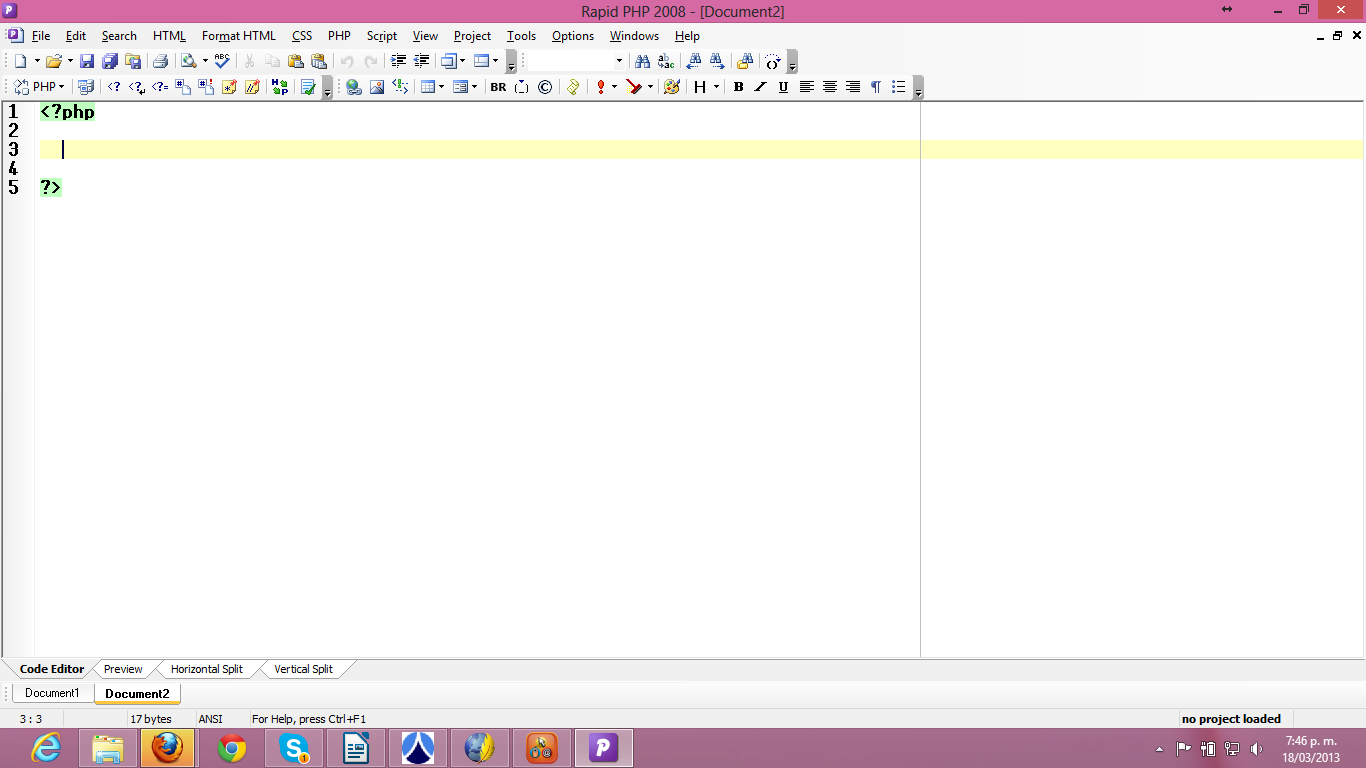 Rapid PHP 2008 - [Document2]
File Edit Search HTML Format HTML CSS PHP Script View Project Tools Options Windows Help
PHP BR H B I U ¶
1 <?php
2
3
4
5 ?>
Code Editor Preview Horizontal Split Vertical Split
Document1 Document2
3 : 3 17 bytes ANSI For Help, press Ctrl+F1 no project loaded
7:46 p. m.
18/03/2013